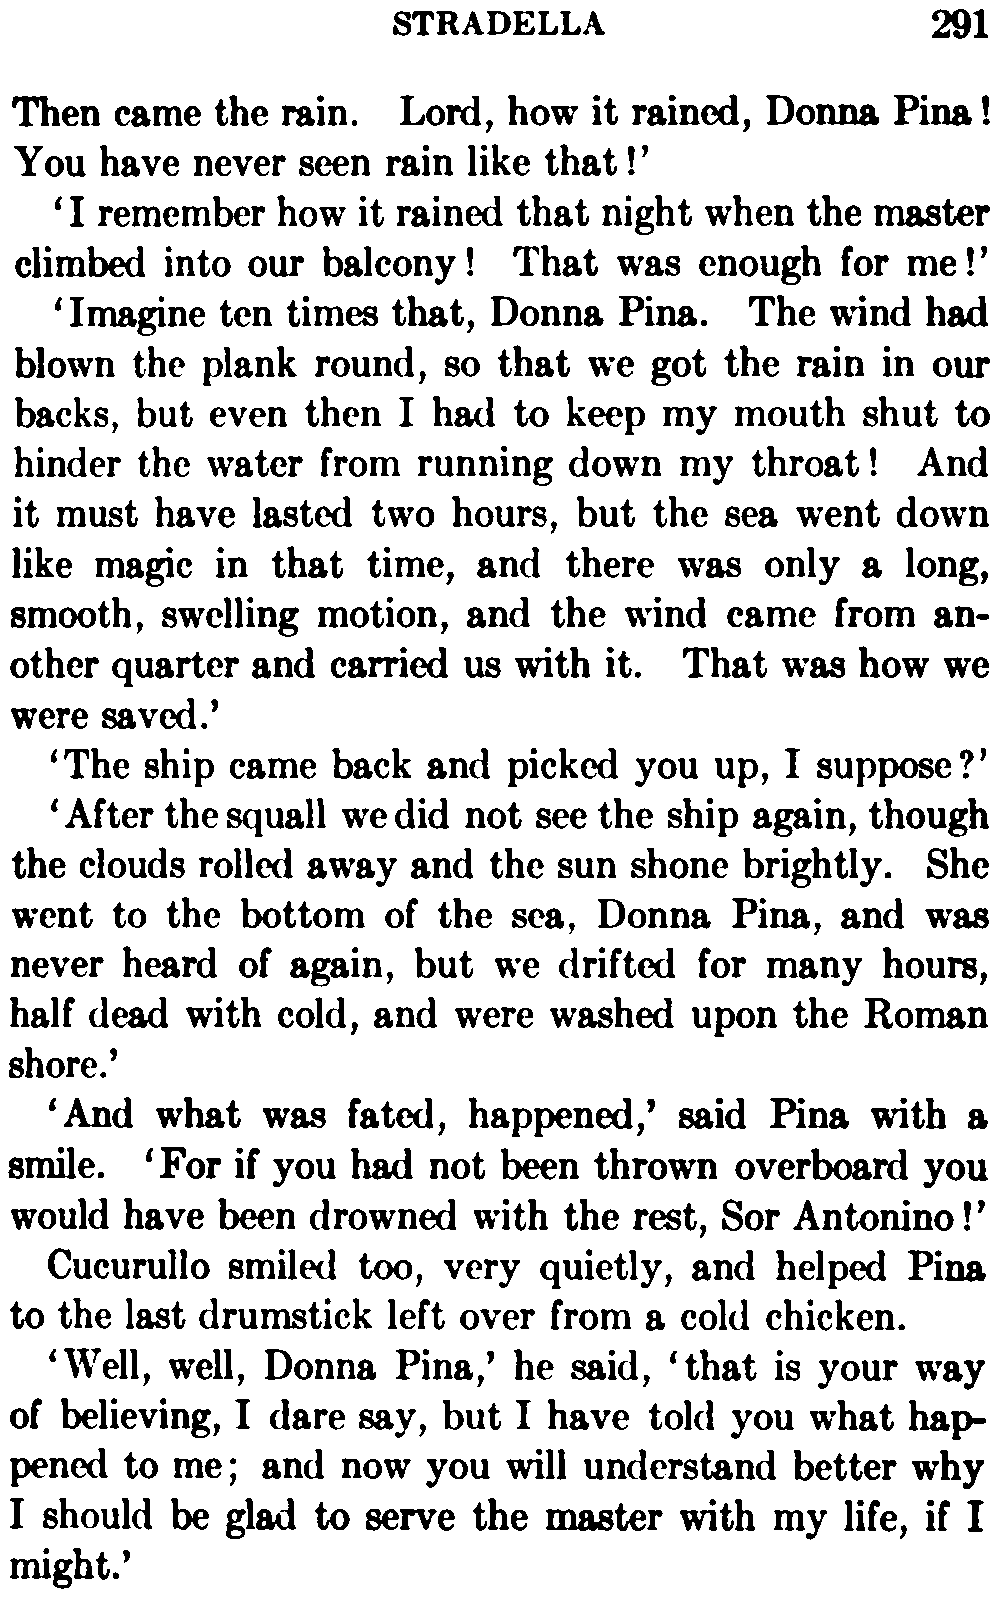 STRADELLA 291
Then came the rain. Lord, how it rained, Donna Pina!
You have never seen rain like that!'
'I remember how it rained that night when the master
climbed into our balcony! That was enough for me!'
'Imagine ten times that, Donna Pina. The wind had
blown the plank round, so that we got the rain in our
backs, but even then I had to keep my mouth shut to
hinder the water from running down my throat! And
it must have lasted two hours, but the sea went down
like magic in that time, and there was only a long,
smooth, swelling motion, and the wind came from an-
other quarter and carried us with it. That was how we
were saved.'
'The ship came back and picked you up, I suppose?'
'After the squall we did not see the ship again, though
the clouds rolled away and the sun shone brightly. She
went to the bottom of the sea, Donna Pina, and was
never heard of again, but we drifted for many hours,
half dead with cold, and were washed upon the Roman
shore.'
'And what was fated, happened,' said Pina with a
smile. 'For if you had not been thrown overboard you
would have been drowned with the rest, Sor Antonino!'
Cucurullo smiled too, very quietly, and helped Pina
to the last drumstick left over from a cold chicken.
'Well, well, Donna Pina,' he said, 'that is your way
of believing, I dare say, but I have told you what hap-
pened to me; and now you will understand better why
I should be glad to serve the master with my life, if I
might.'